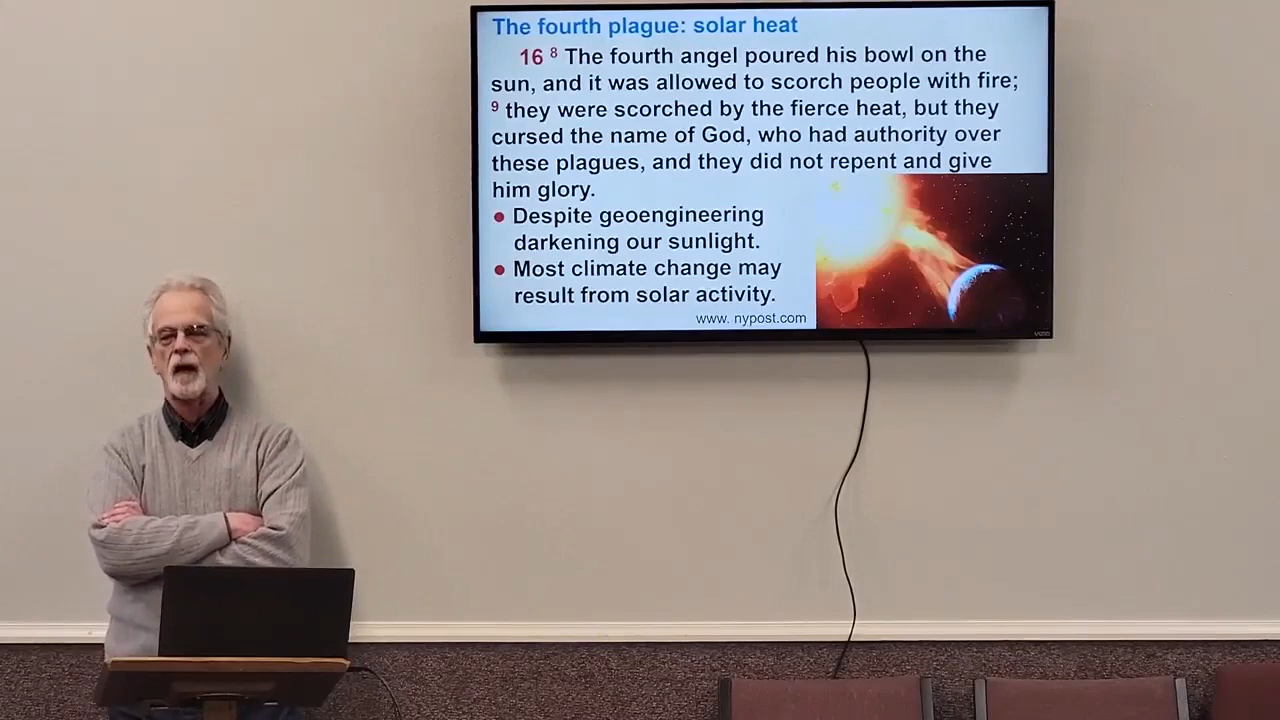 The fourth plague: solar heat
16 8 The fourth angel poured his bowl on the
sun, and it was allowed to scorch people with fire;
9 they were scorched by the fierce heat, but they
cursed the name of God, who had authority over
these plagues, and they did not repent and give
him glory.
● Despite geoengineering
darkening our sunlight.
● Most climate change may
result from solar activity.
www. nypost.com
VIZIO